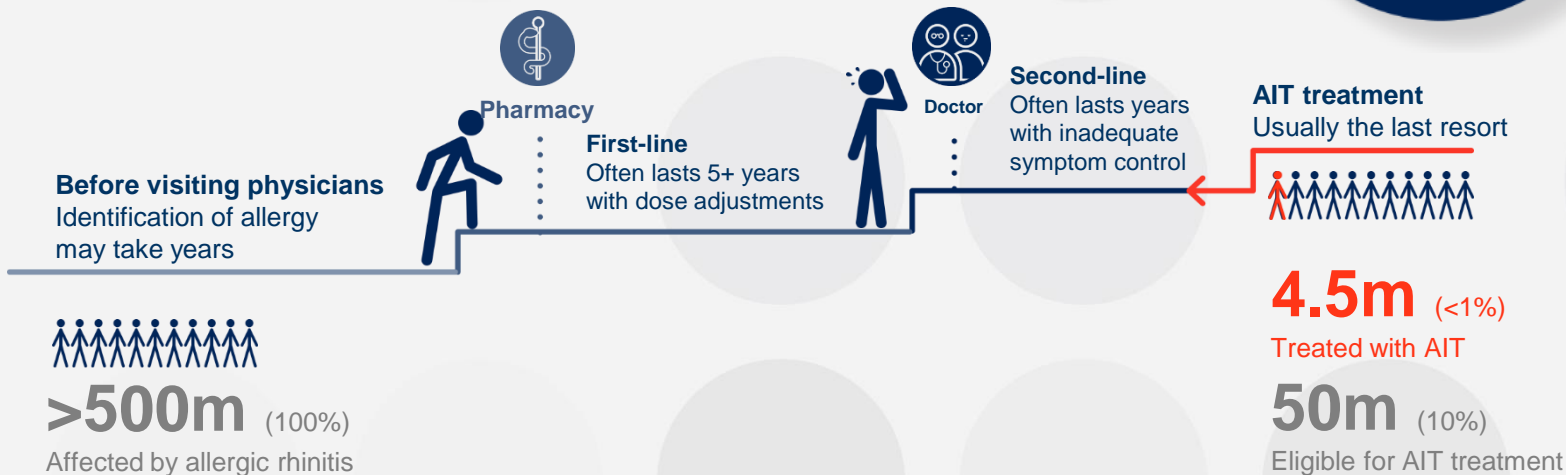 Pharmacy
Doctor
Before visiting physicians
Identification of allergy
may take years
First-line
Often lasts 5+ years
with dose adjustments
Second-line
Often lasts years
with inadequate
symptom control
AIT treatment
Usually the last resort
>500m (100%)
Affected by allergic rhinitis
4.5m (<1%)
Treated with AIT
50m (10%)
Eligible for AIT treatment